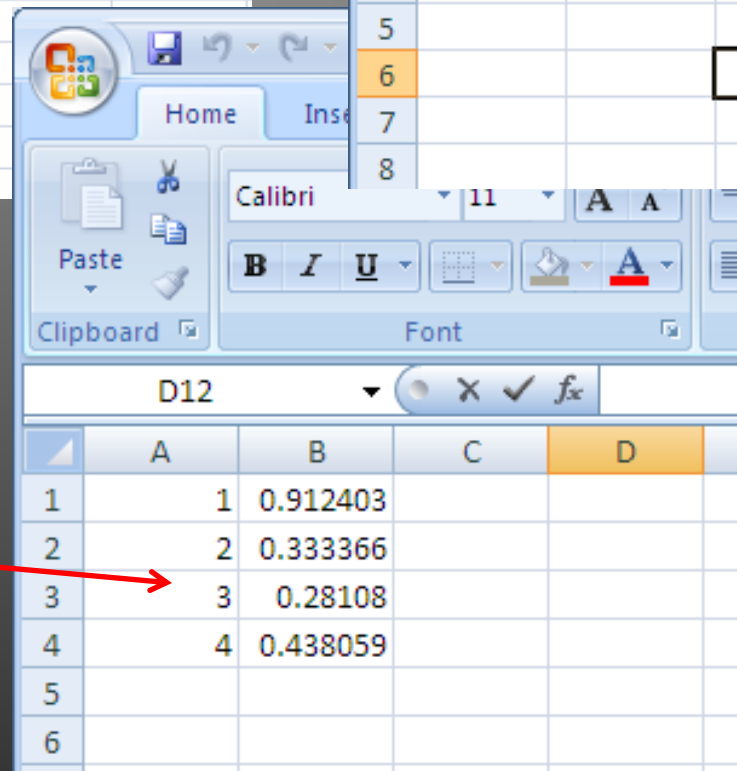 5
6
7
8
Home
Calibri 11 A A
Paste B I U A
Clipboard Font
D12 fx
A B C D
1 1 0.912403
2 2 0.333366
3 3 0.28108
4 4 0.438059
5
6